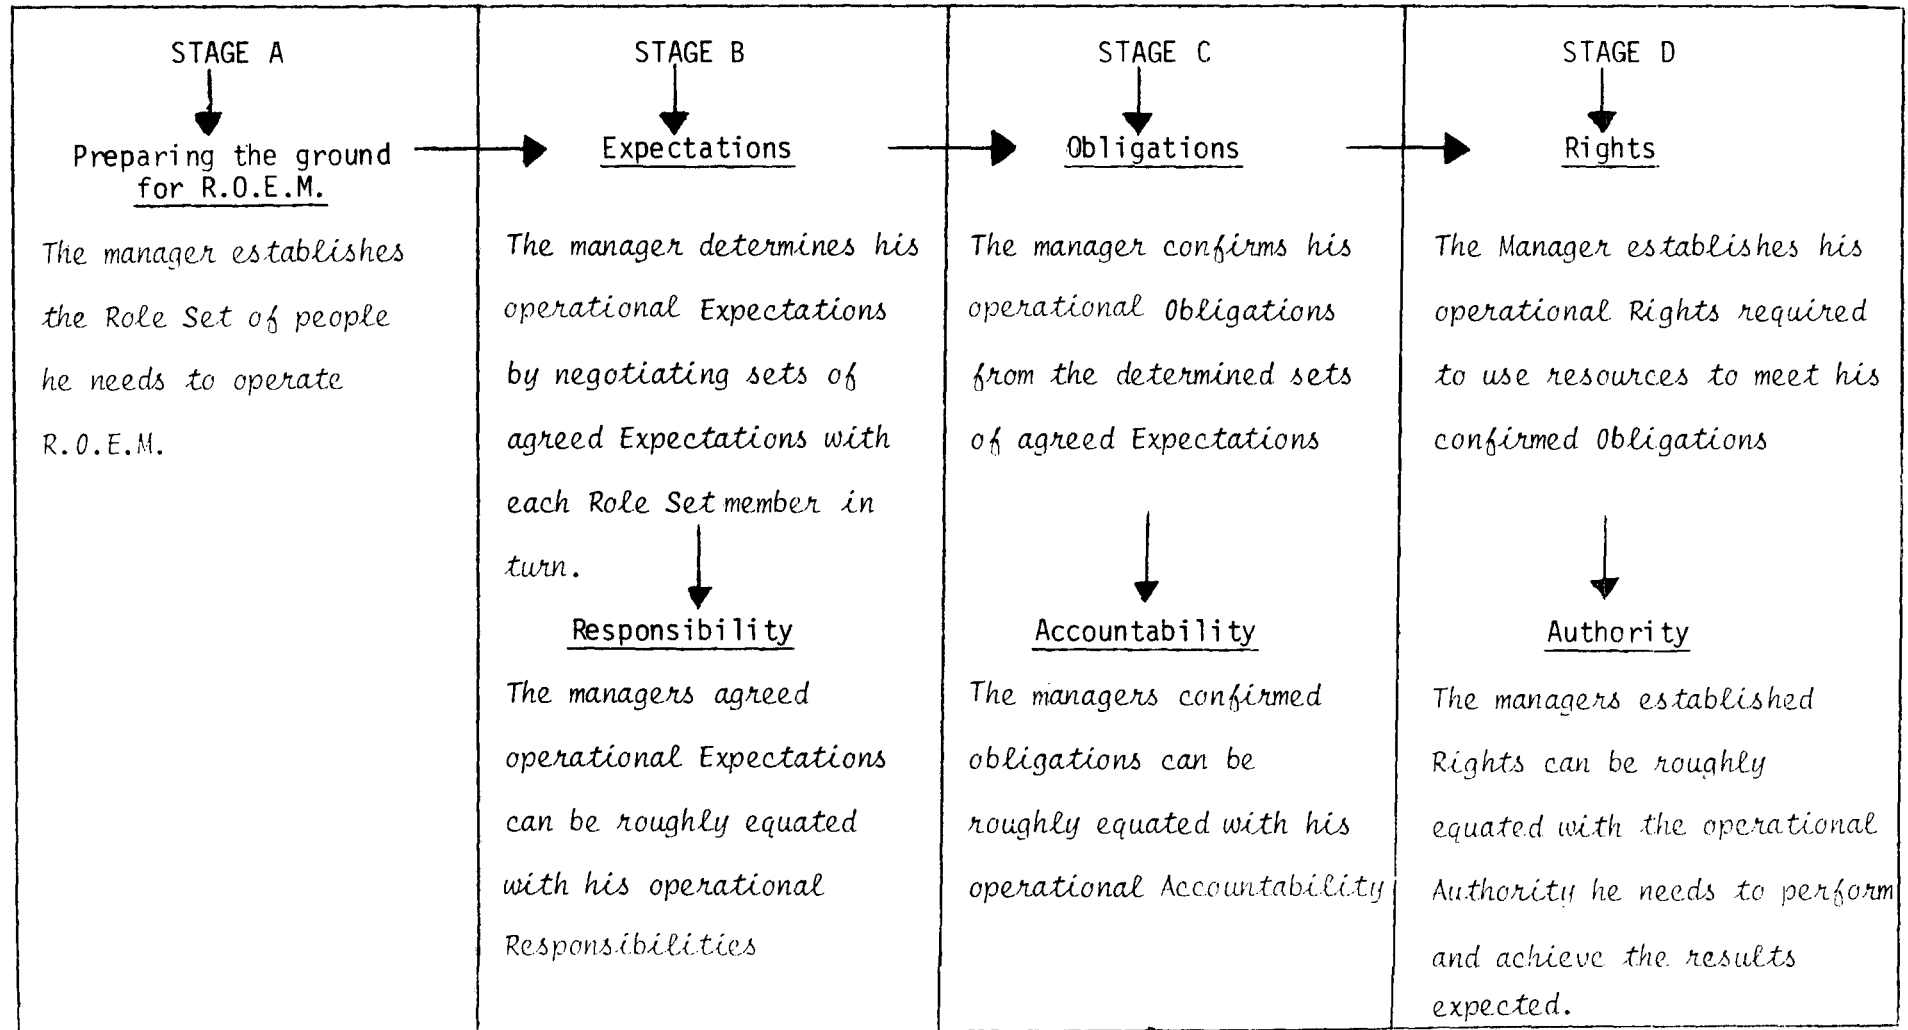 STAGE A
Preparing the ground
for R.O.E.M.
The manager establishes
the Role Set of people
he needs to operate
R.O.E.M.
STAGE B
Expectations
The manager determines his
operational Expectations
by negotiating sets of
agreed Expectations with
each Role Set member in
turn.
Responsibility
The managers agreed
operational Expectations
can be roughly equated
with his operational
Responsibilities
STAGE C
Obligations
The manager confirms his
operational Obligations
from the determined sets
of agreed Expectations
Accountability
The managers confirmed
obligations can be
roughly equated with his
operational Accountability
STAGE D
Rights
The Manager establishes his
operational Rights required
to use resources to meet his
confirmed Obligations
Authority
The managers established
Rights can be roughly
equated with the operational
Authority he needs to perform
and achieve the results
expected.